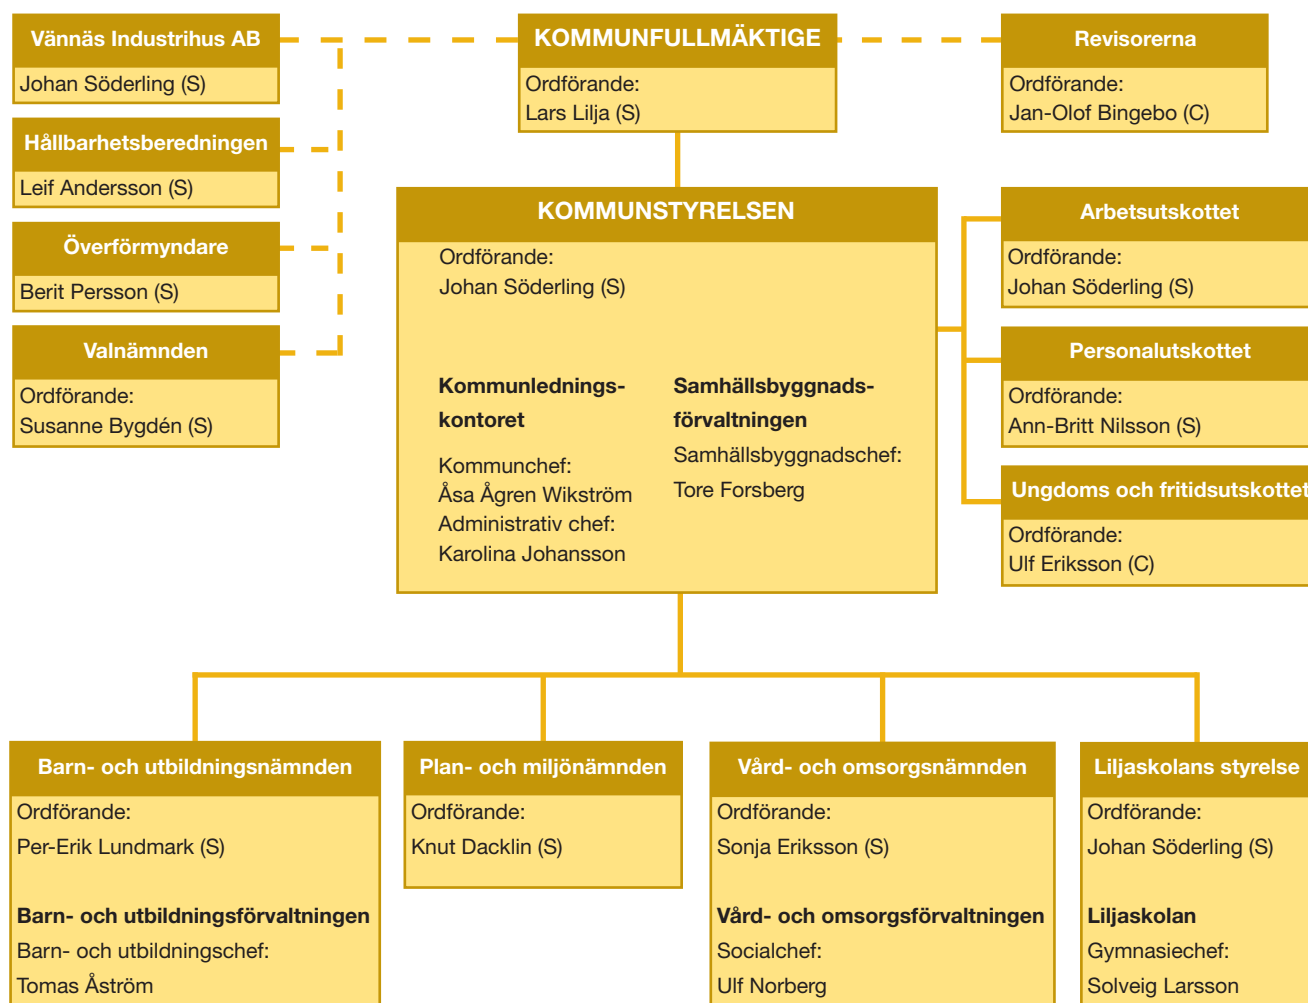 Vännäs Industrihus AB
Johan Söderling (S)
KOMMUNFULLMÄKTIGE
Ordförande:
Lars Lilja (S)
Revisorerna
Ordförande:
Jan-Olof Bingebo (C)
Hållbarhetsberedningen
Leif Andersson (S)
Överförmyndare
Berit Persson (S)
Valnämnden
Ordförande:
Susanne Bygdén (S)
KOMMUNSTYRELSEN
Ordförande:
Johan Söderling (S)
Kommunlednings-
kontoret
Kommunchef:
Åsa Ågren Wikström
Administrativ chef:
Karolina Johansson
Samhällsbyggnads-
förvaltningen
Samhällsbyggnadschef:
Tore Forsberg
Arbetsutskottet
Ordförande:
Johan Söderling (S)
Personalutskottet
Ordförande:
Ann-Britt Nilsson (S)
Ungdoms och fritidsutskottet
Ordförande:
Ulf Eriksson (C)
Barn- och utbildningsnämnden
Ordförande:
Per-Erik Lundmark (S)
Barn- och utbildningsförvaltningen
Barn- och utbildningschef:
Tomas Åström
Plan- och miljönämnden
Ordförande:
Knut Dacklin (S)
Vård- och omsorgsnämnden
Ordförande:
Sonja Eriksson (S)
Vård- och omsorgsförvaltningen
Socialchef:
Ulf Norberg
Liljaskolans styrelse
Ordförande:
Johan Söderling (S)
Liljaskolan
Gymnasiechef:
Solveig Larsson